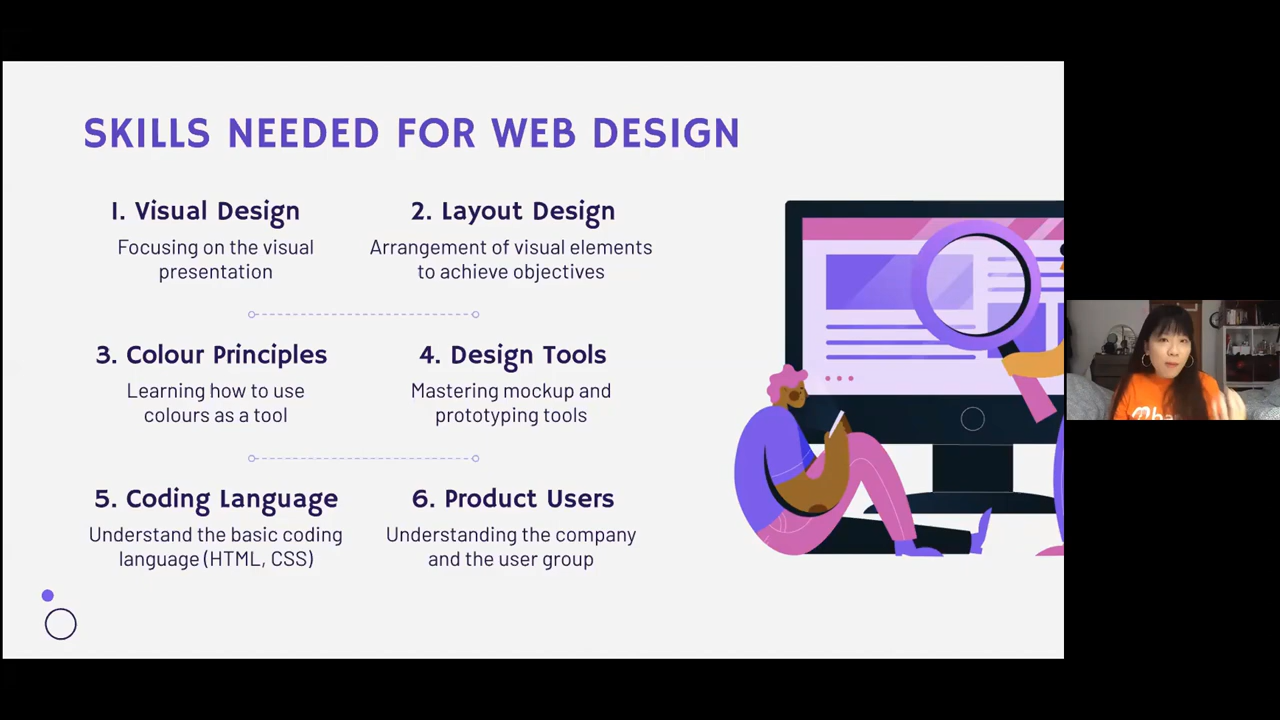 SKILLS NEEDED FOR WEB DESIGN
1. Visual Design
Focusing on the visual
presentation
2. Layout Design
Arrangement of visual elements
to achieve objectives
3. Colour Principles
Learning how to use
colours as a tool
4. Design Tools
Mastering mockup and
prototyping tools
5. Coding Language
Understand the basic coding
language (HTML, CSS)
6. Product Users
Understanding the company
and the user group